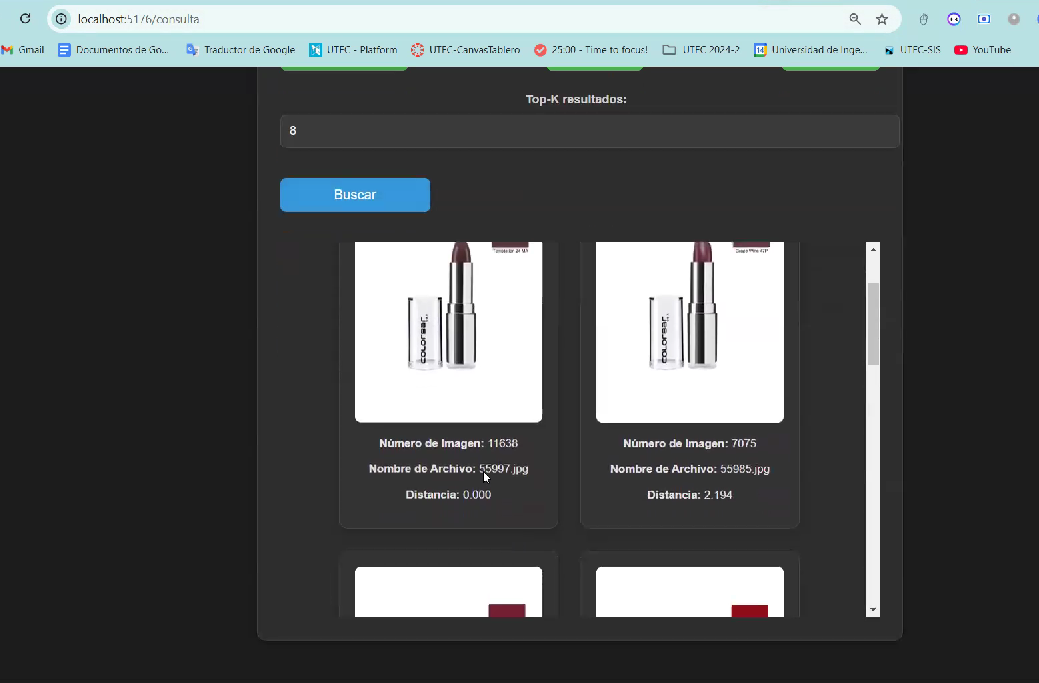 localhost:5176/consulta
Gmail
Documentos de Go...
Traductor de Google
UTEC - Platform
UTEC-CanvasTablero
25:00 - Time to focus!
UTEC 2024-2
14
Universidad de Inge...
UTEC-SIS
YouTube
Top-K resultados:
8
Buscar
colorbar
colorbar
Número de Imagen: 11638
Número de Imagen: 7075
Nombre de Archivo: 55997.jpg
Nombre de Archivo: 55985.jpg
Distancia: 0.000
Distancia: 2.194